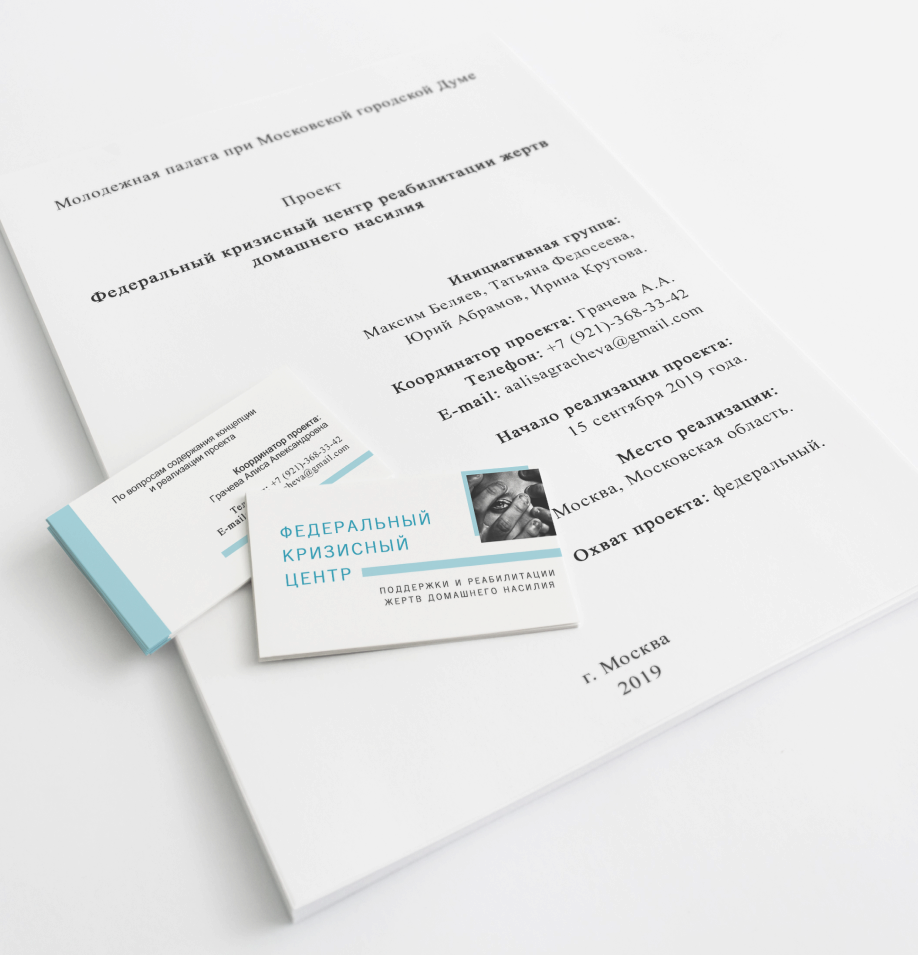 Молодежная палата при Московской городской Думе
Проект
Федеральный кризисный центр реабилитации жертв
домашнего насилия
Инициативная группа:
Максим Беляев, Татьяна Федосеева,
Юрий Абрамов, Ирина Крутова.
Координатор проекта: Грачева А.А.
Телефон: +7 (921)-368-33-42
E-mail: aalisagracheva@gmail.com
Начало реализации проекта:
15 сентября 2019 года.
Место реализации:
Москва, Московская область.
Охват проекта: федеральный.
г. Москва
2019
По вопросам содержания концепции
и реализации проекта
Координатор проекта:
Грачева Алиса Александровна
+7 (921)-368-33-42
E-mail
@gmail.com
ФЕДЕРАЛЬНЫЙ
КРИЗИСНЫЙ
ЦЕНТР
ПОДДЕРЖКИ И РЕАБИЛИТАЦИИ
ЖЕРТВ ДОМАШНЕГО НАСИЛИЯ